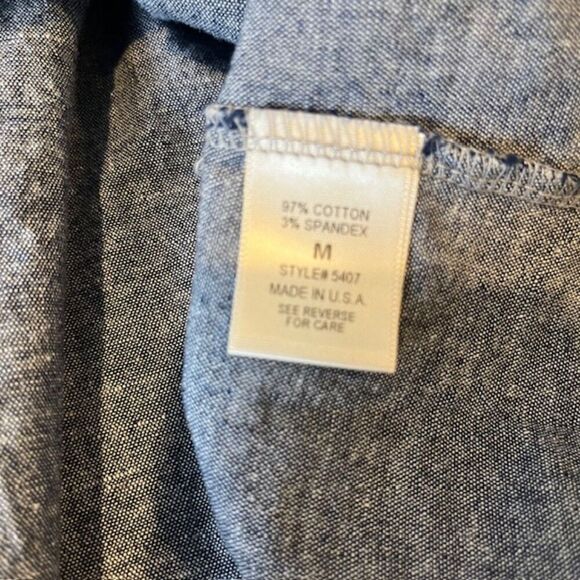 97% COTTON
3% SPANDEX
M
STYLE# 5407
MADE IN U.S.A.
SEE REVERSE
FOR CARE